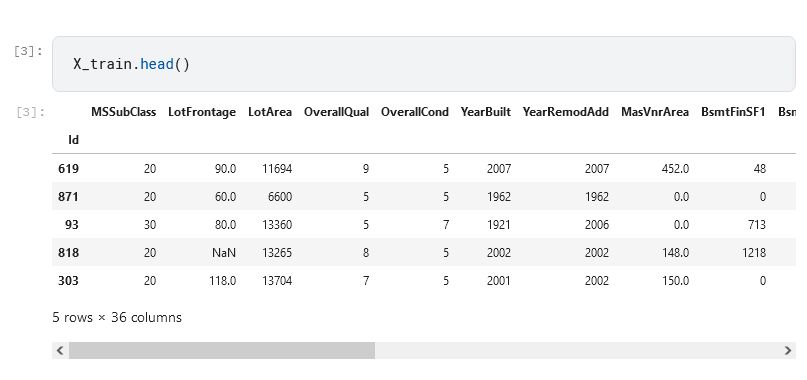 [3]: X_train.head()
[3]: MSSubClass LotFrontage LotArea OverallQual OverallCond YearBuilt YearRemodAdd MasVnrArea BsmtFinSF1 Bsm
Id
619 20 90.0 11694 9 5 2007 2007 452.0 48
871 20 60.0 6600 5 5 1962 1962 0.0 0
93 30 80.0 13360 5 7 1921 2006 0.0 713
818 20 NaN 13265 8 5 2002 2002 148.0 1218
303 20 118.0 13704 7 5 2001 2002 150.0 0
5 rows × 36 columns